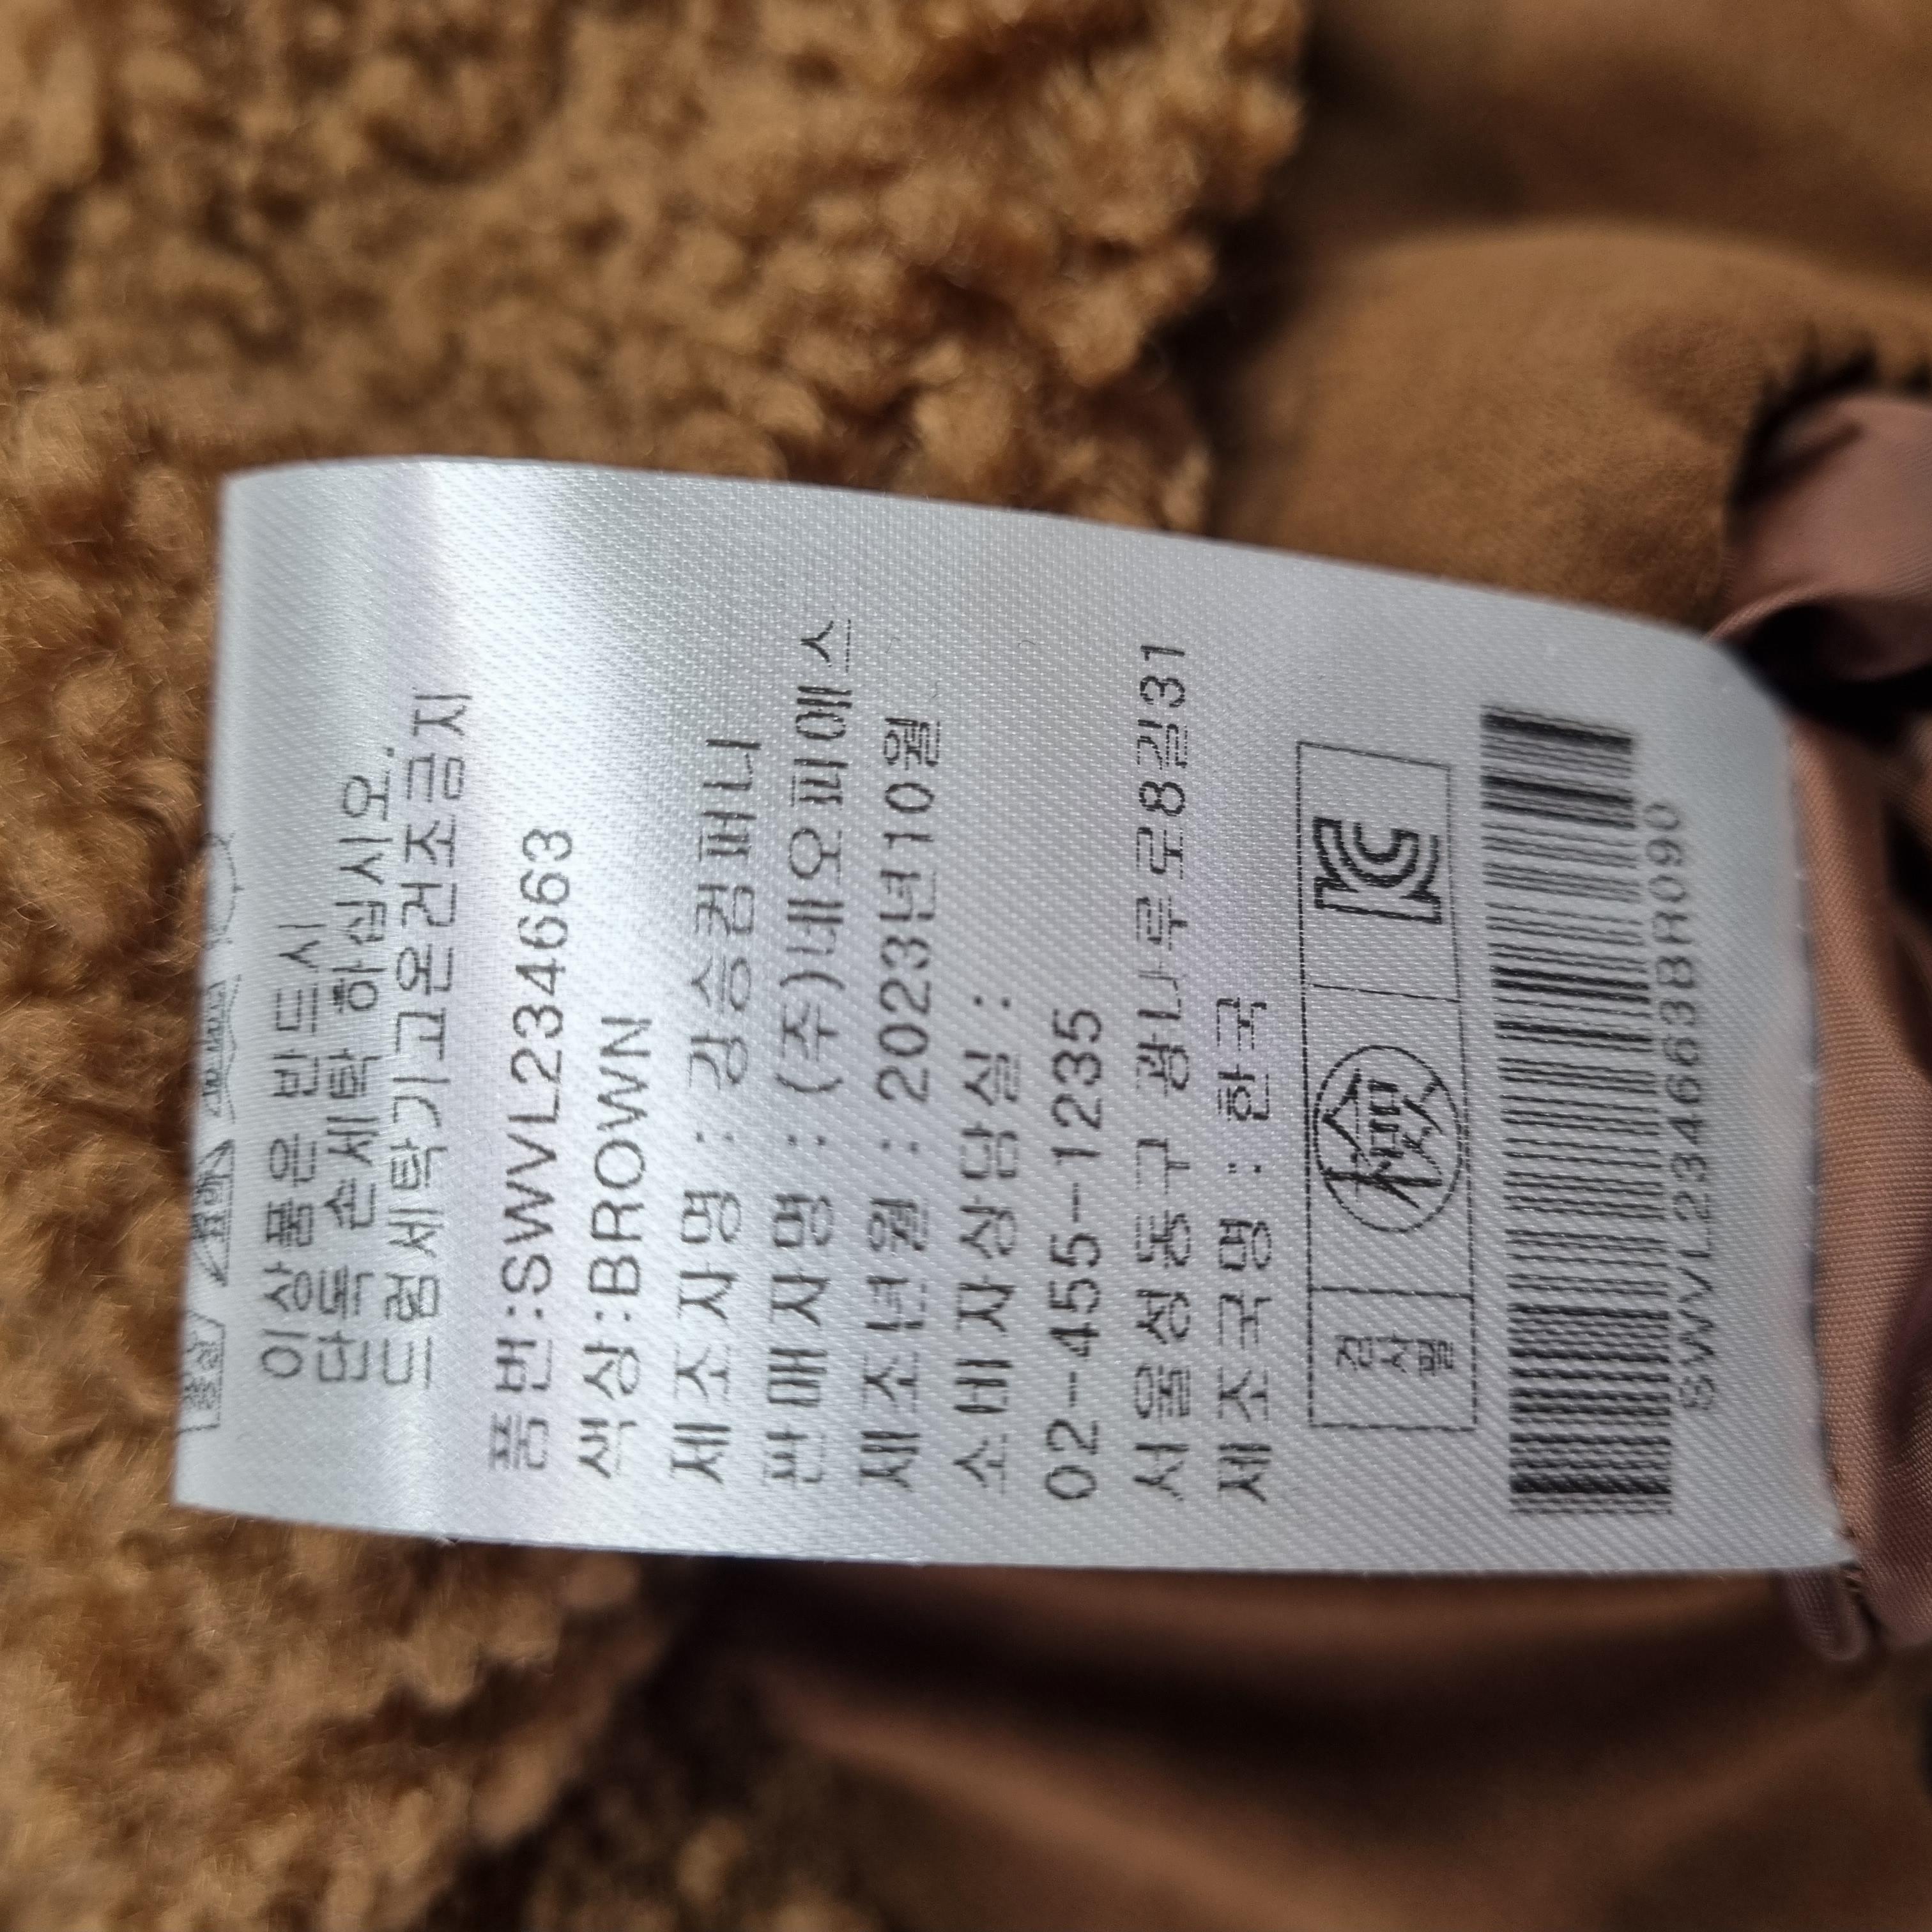 이상품은 반드시
단독 손세탁 하십시오.
드럼세탁기고온건조금지
품번:SWVL234663
색상:BROWN
제조자명 : 강승컴퍼니
판매자명 : (주)네오피에스
제조년월 : 2023년10월
소비자상담실 :
02-455-1235
서울성동구 광나루로8길31
제조국명 : 한국
검사필 檢 KC
SWVL234663BR090